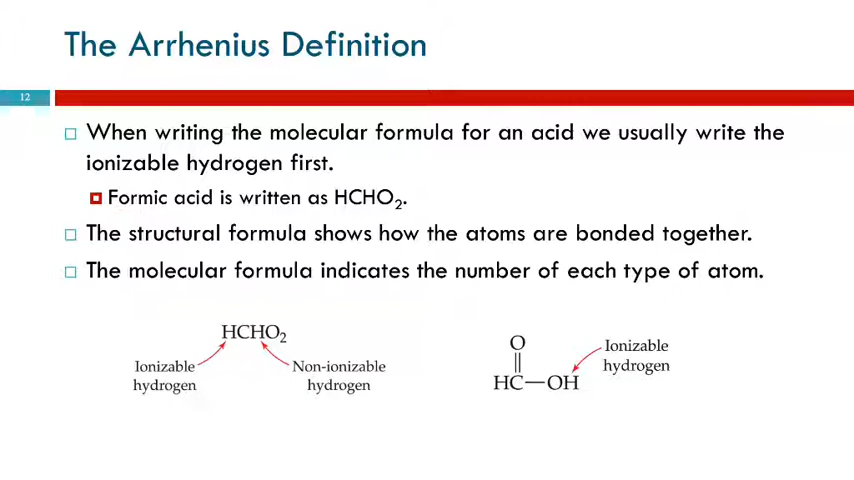 The Arrhenius Definition
12
When writing the molecular formula for an acid we usually write the
ionizable hydrogen first.
Formic acid is written as HCHO₂.
The structural formula shows how the atoms are bonded together.
The molecular formula indicates the number of each type of atom.
HCHO₂
Ionizable
hydrogen
Non-ionizable
hydrogen
O
HC—OH
Ionizable
hydrogen